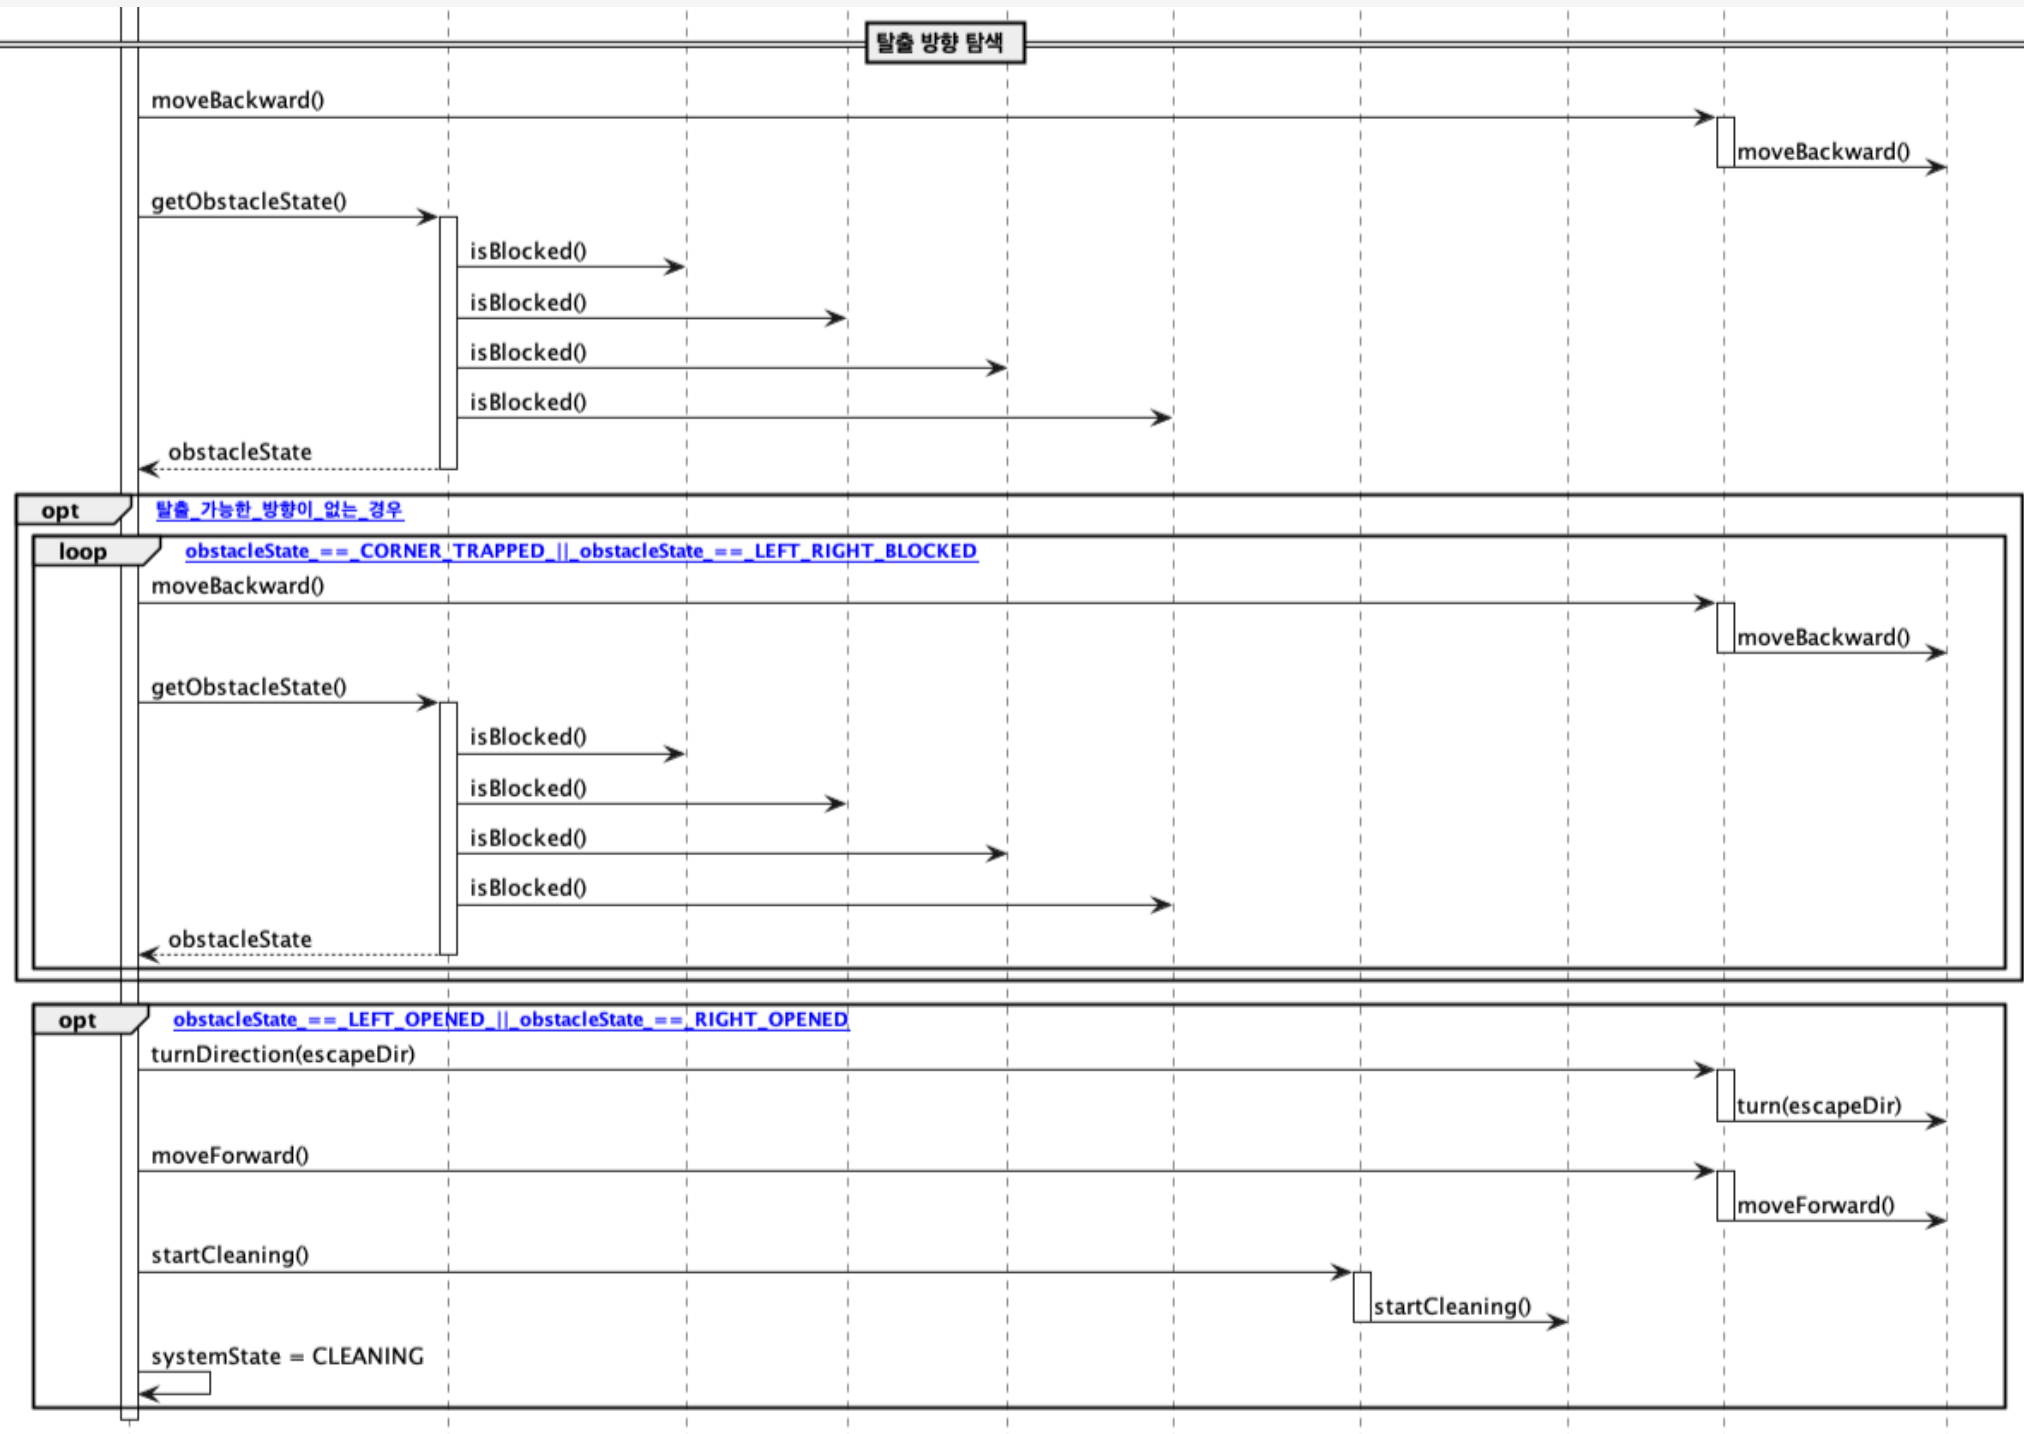 탈출 방향 탐색
moveBackward()
moveBackward()
getObstacleState()
isBlocked()
isBlocked()
isBlocked()
isBlocked()
obstacleState
opt 탈출_가능한_방향이_없는_경우
loop obstacleState_==_CORNER_TRAPPED_||_obstacleState_==_LEFT_RIGHT_BLOCKED
moveBackward()
moveBackward()
getObstacleState()
isBlocked()
isBlocked()
isBlocked()
isBlocked()
obstacleState
opt obstacleState_==_LEFT_OPENED_||_obstacleState_==_RIGHT_OPENED
turnDirection(escapeDir)
turn(escapeDir)
moveForward()
moveForward()
startCleaning()
startCleaning()
systemState = CLEANING